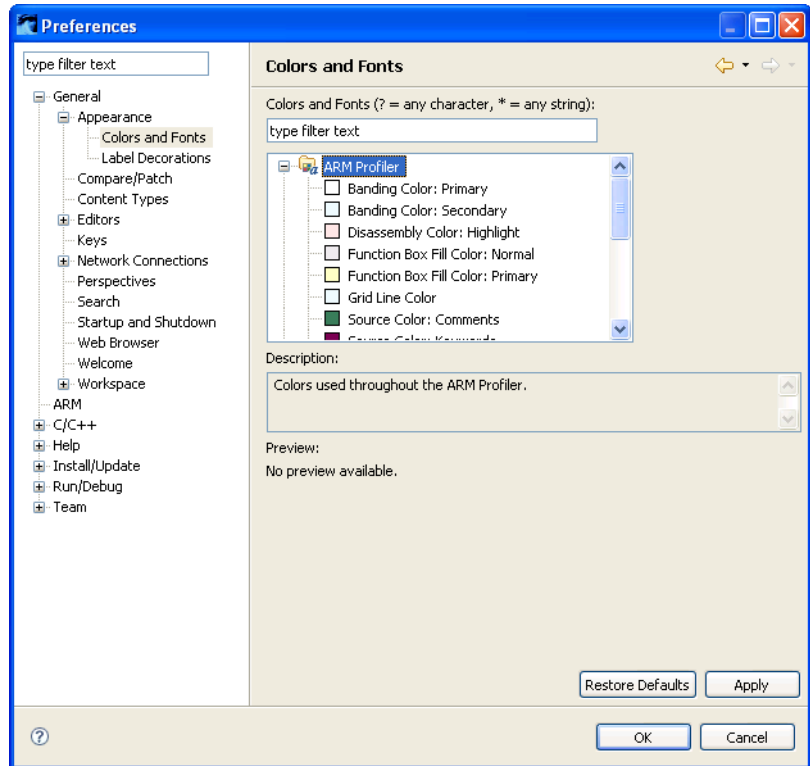 Preferences
type filter text
General
Appearance
Colors and Fonts
Label Decorations
Compare/Patch
Content Types
Editors
Keys
Network Connections
Perspectives
Search
Startup and Shutdown
Web Browser
Welcome
Workspace
ARM
C/C++
Help
Install/Update
Run/Debug
Team
Colors and Fonts
Colors and Fonts (? = any character, * = any string):
type filter text
ARM Profiler
Banding Color: Primary
Banding Color: Secondary
Disassembly Color: Highlight
Function Box Fill Color: Normal
Function Box Fill Color: Primary
Grid Line Color
Source Color: Comments
Source Color: Keywords
Description:
Colors used throughout the ARM Profiler.
Preview:
No preview available.
Restore Defaults
Apply
OK
Cancel